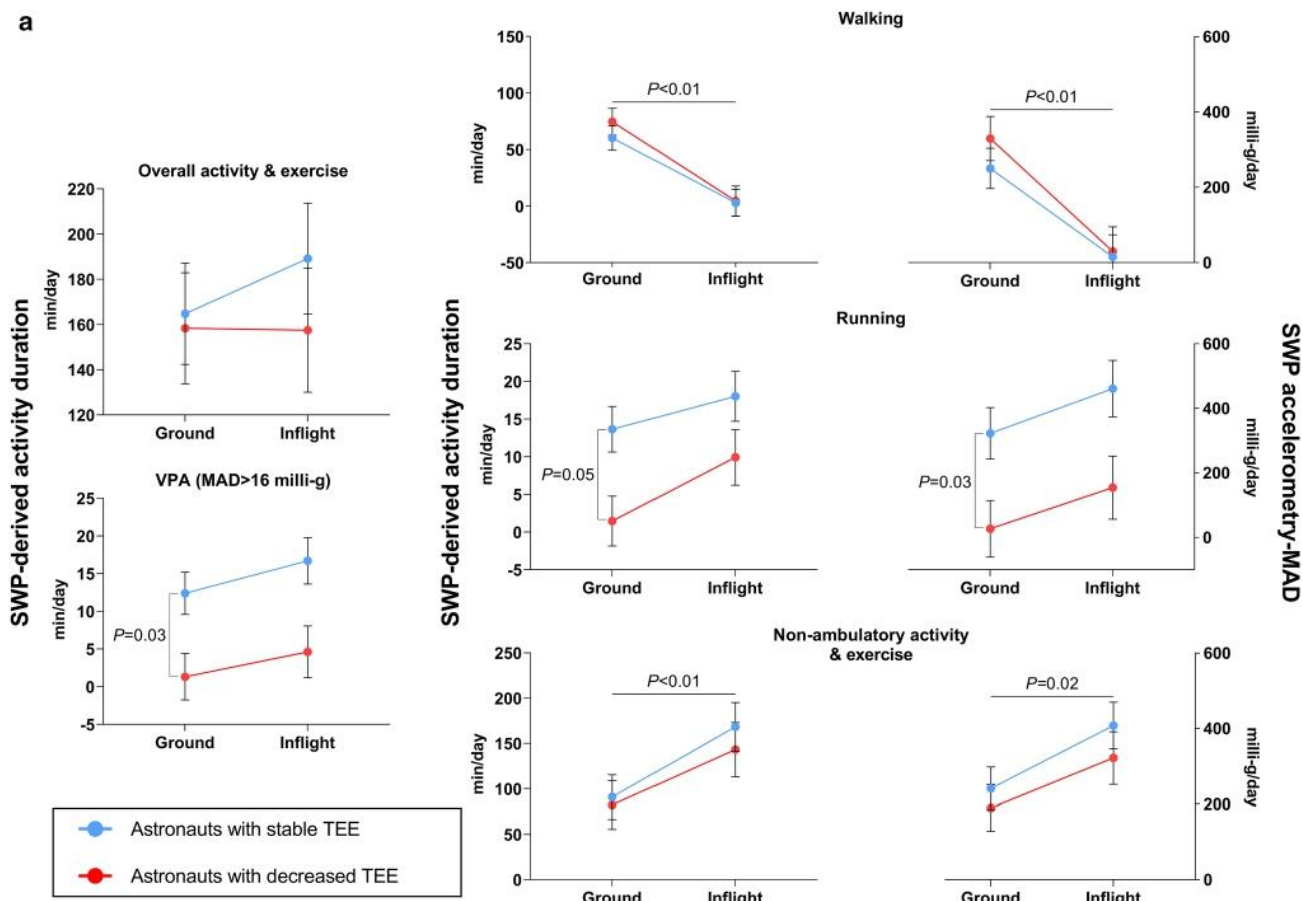 a
SWP-derived activity duration
Overall activity & exercise
min/day
220
200
180
160
140
120
Ground Inflight
VPA (MAD>16 milli-g)
min/day
25
20
15
10
5
0
-5
P=0.03
Ground Inflight
Astronauts with stable TEE
Astronauts with decreased TEE
SWP-derived activity duration
Walking
min/day
150
100
50
0
-50
P<0.01
Ground Inflight
P<0.01
600
400
200
0
milli-g/day
Ground Inflight
Running
min/day
25
20
15
10
5
0
-5
P=0.05
Ground Inflight
P=0.03
600
400
200
0
milli-g/day
Ground Inflight
Non-ambulatory activity
& exercise
min/day
250
200
150
100
50
0
P<0.01
Ground Inflight
P=0.02
600
400
200
0
milli-g/day
Ground Inflight
SWP accelerometry-MAD